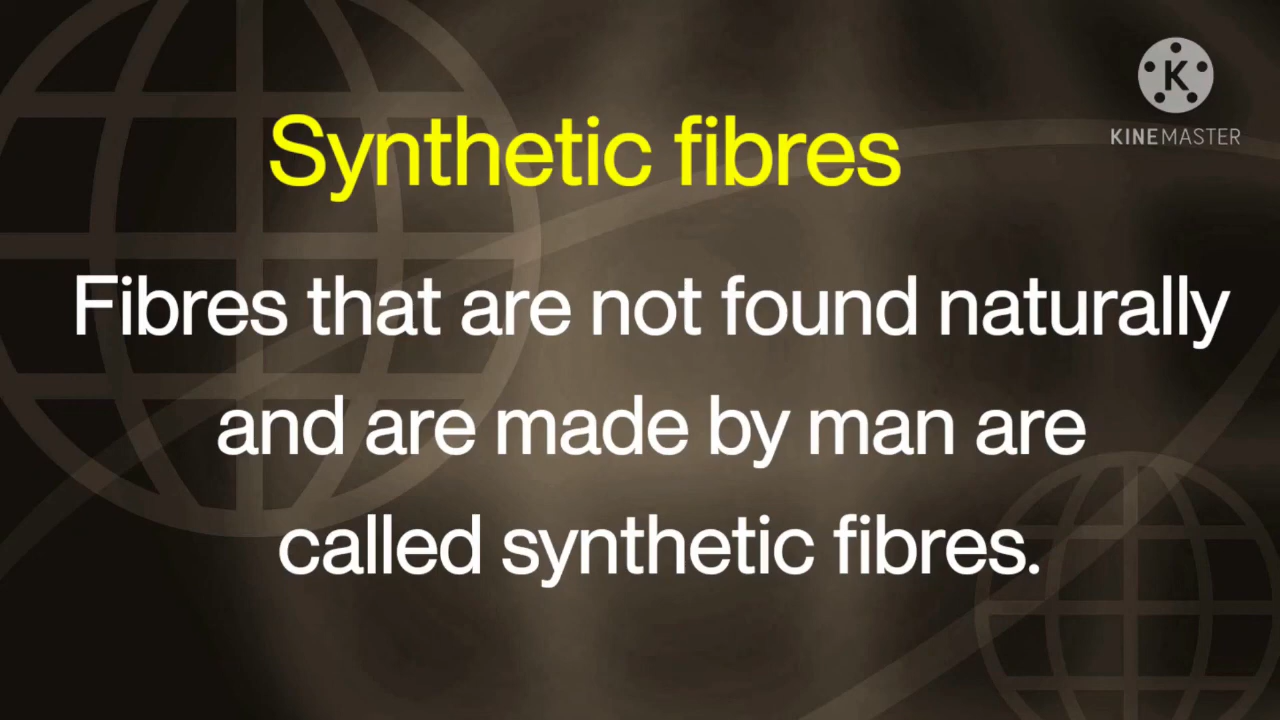 K
KINEMASTER
Synthetic fibres
Fibres that are not found naturally
and are made by man are
called synthetic fibres.